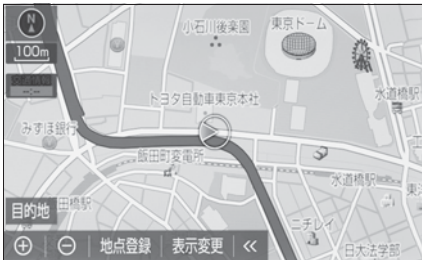 N
小石川後楽園
東京ドーム
100m
--:--
水道橋駅
トヨタ自動車東京本社
みずほ銀行
飯田町変電所
水道橋駅
目的地
田橋駅
ニチレイ
日大法学部
地点登録
表示変更